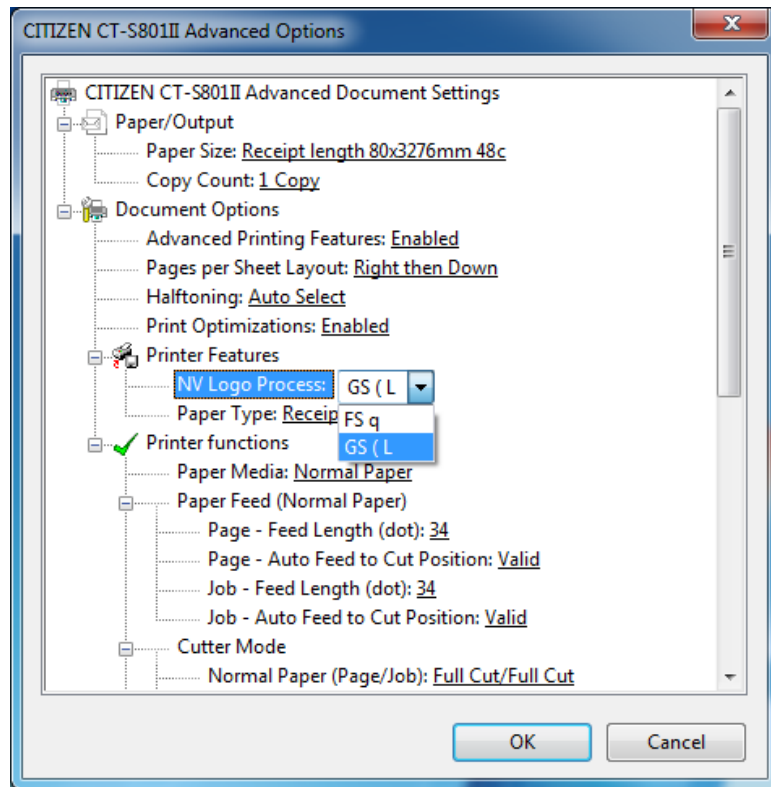 CITIZEN CT-S801II Advanced Options
CITIZEN CT-S801II Advanced Document Settings
Paper/Output
Paper Size: Receipt length 80x3276mm 48c
Copy Count: 1 Copy
Document Options
Advanced Printing Features: Enabled
Pages per Sheet Layout: Right then Down
Halftoning: Auto Select
Print Optimizations: Enabled
Printer Features
NV Logo Process: GS ( L
Paper Type: Receip
FS q
GS ( L
Printer functions
Paper Media: Normal Paper
Paper Feed (Normal Paper)
Page - Feed Length (dot): 34
Page - Auto Feed to Cut Position: Valid
Job - Feed Length (dot): 34
Job - Auto Feed to Cut Position: Valid
Cutter Mode
Normal Paper (Page/Job): Full Cut/Full Cut
OK Cancel